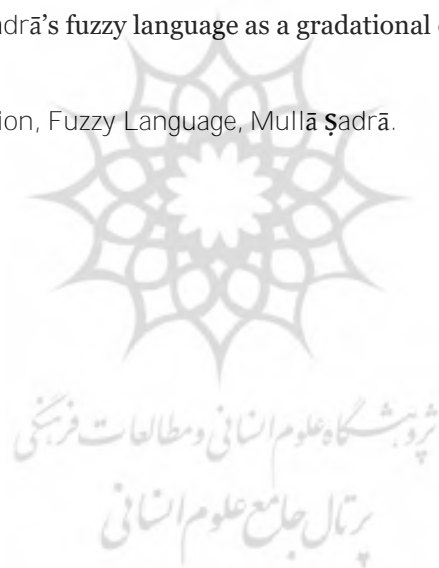 adrā's fuzzy language as a gradational
ion, Fuzzy Language, Mullā Ṣadrā.
پژوهشگاه علوم انسانی و مطالعات فرهنگی
پرتال جامع علوم انسانی